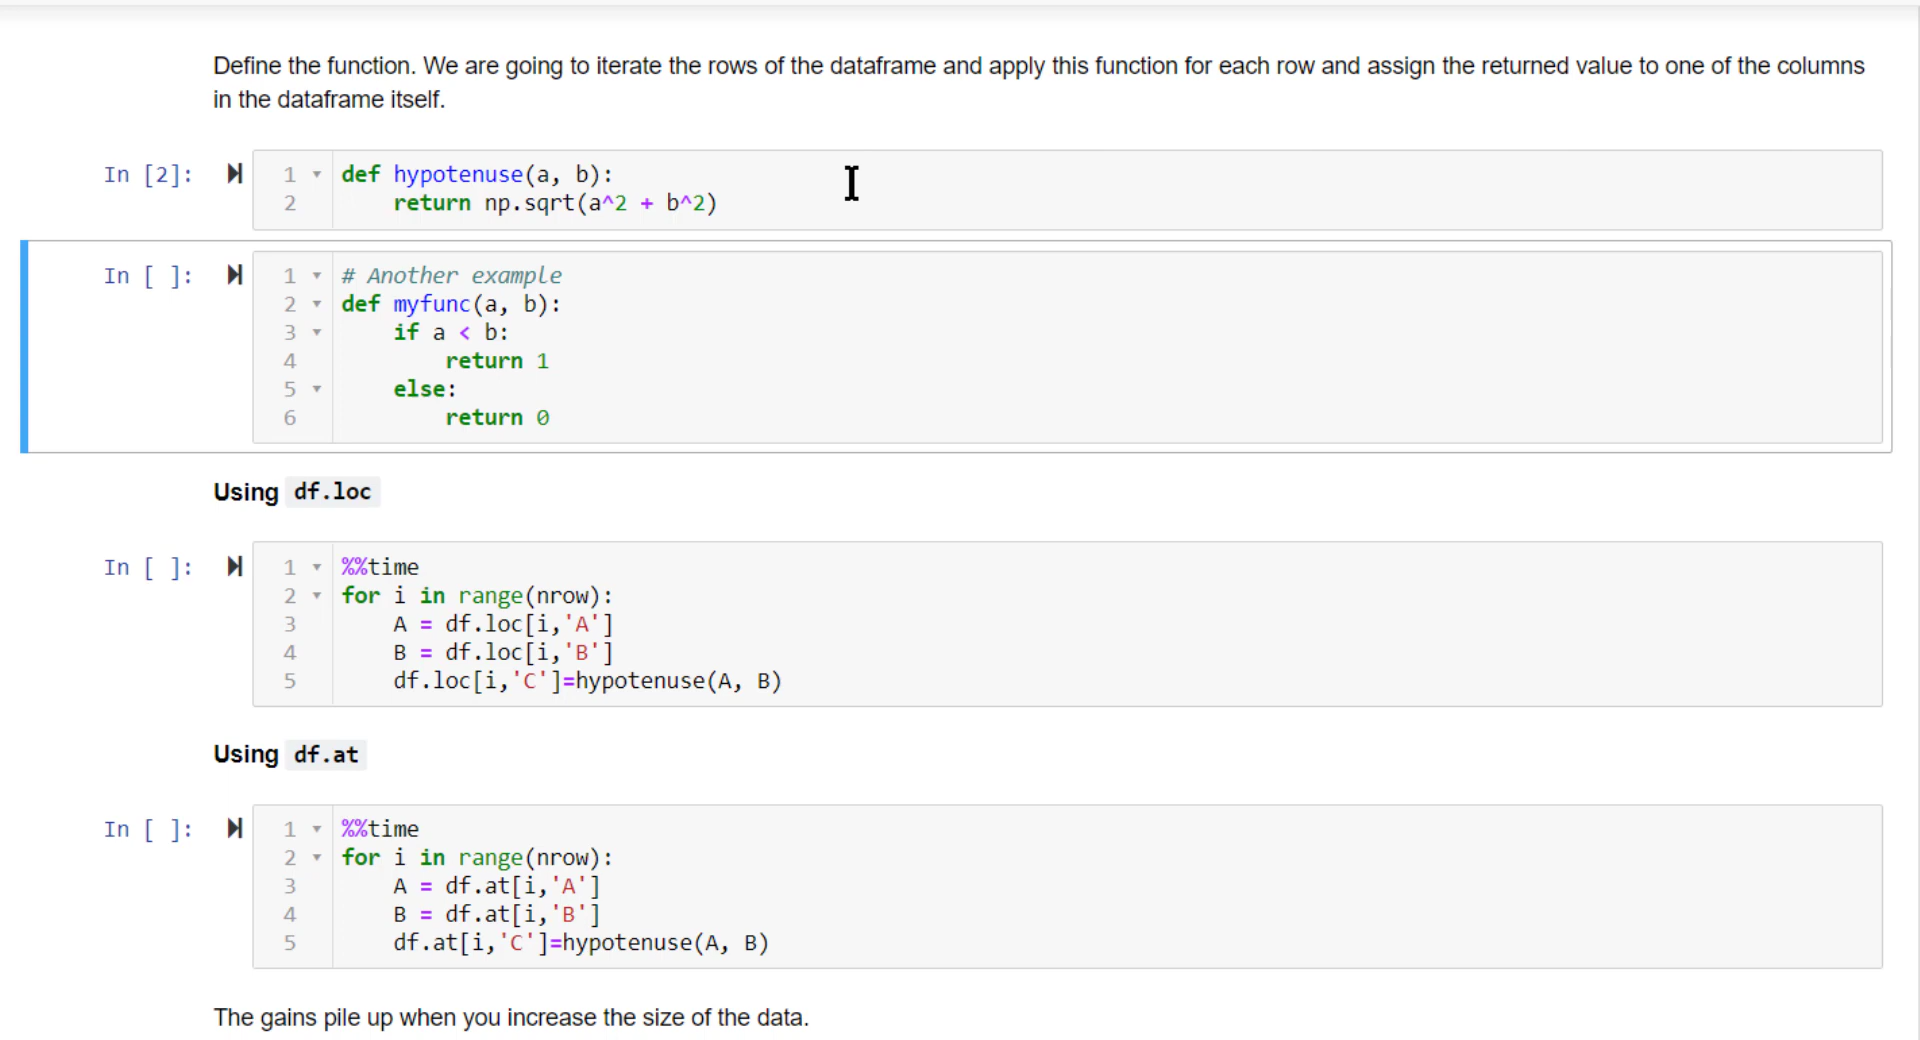 Define the function. We are going to iterate the rows of the dataframe and apply this function for each row and assign the returned value to one of the columns
in the dataframe itself.
In [2]:
1 def hypotenuse(a, b):
2     return np.sqrt(a^2 + b^2)
In [ ]:
1 # Another example
2 def myfunc(a, b):
3     if a < b:
4         return 1
5     else:
6         return 0
Using df.loc
In [ ]:
1 %%time
2 for i in range(nrow):
3     A = df.loc[i,'A']
4     B = df.loc[i,'B']
5     df.loc[i,'C']=hypotenuse(A, B)
Using df.at
In [ ]:
1 %%time
2 for i in range(nrow):
3     A = df.at[i,'A']
4     B = df.at[i,'B']
5     df.at[i,'C']=hypotenuse(A, B)
The gains pile up when you increase the size of the data.